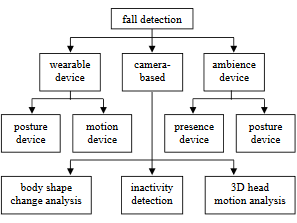 fall detection
wearable
device
camera-
based
ambience
device
posture
device
motion
device
presence
device
posture
device
body shape
change analysis
inactivity
detection
3D head
motion analysis